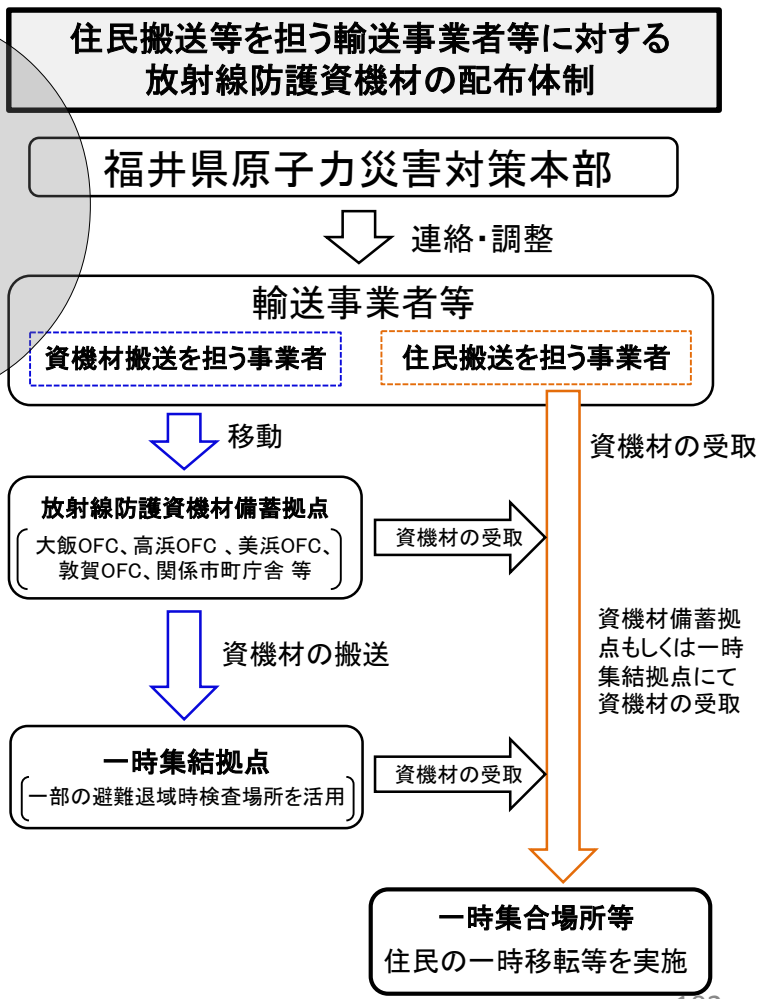 住民搬送等を担う輸送事業者等に対する
放射線防護資機材の配布体制
福井県原子力災害対策本部
連絡・調整
輸送事業者等
資機材搬送を担う事業者
住民搬送を担う事業者
移動
資機材の受取
放射線防護資機材備蓄拠点
大飯OFC、高浜OFC 、美浜OFC、
敦賀OFC、関係市町庁舎 等
資機材の受取
資機材の搬送
資機材備蓄拠
点もしくは一時
集結拠点にて
資機材の受取
一時集結拠点
一部の避難退域時検査場所を活用
資機材の受取
一時集合場所等
住民の一時移転等を実施